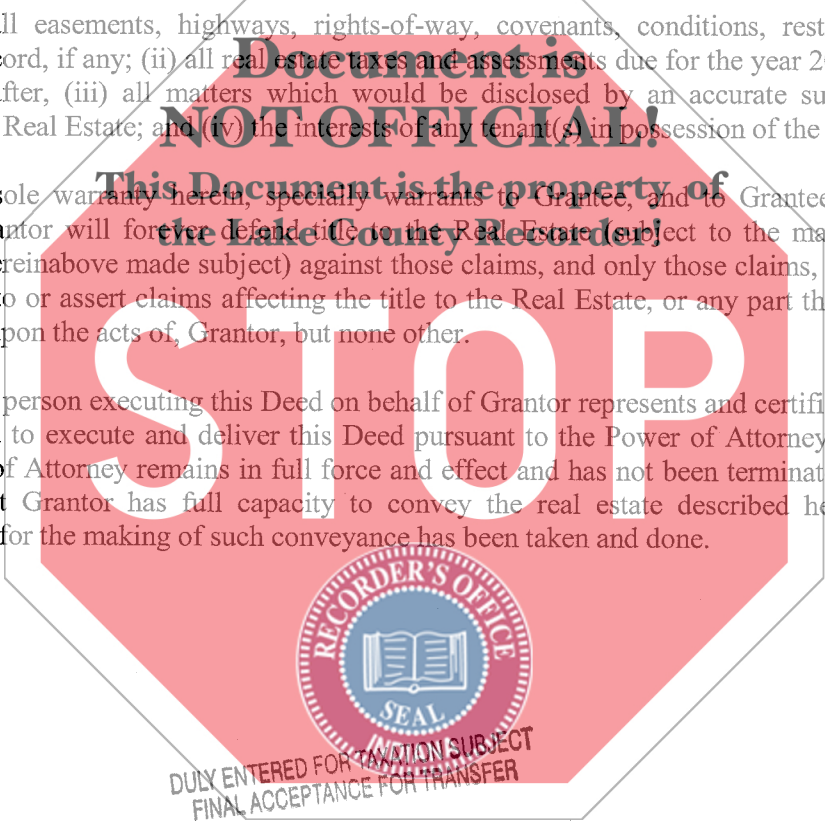 ll easements, highways, rights-of-way, covenants, conditions, rest
ord, if any; (ii) all real estate taxes and assessments due for the year 2
Document is
fter, (iii) all matters which would be disclosed by an accurate su
Real Estate; and (iv) the interests of any tenant(s) in possession of the
NOT OFFICIAL!
This Document is the property of
ole warranty herein, specially warrants to Grantee, and to Grantee
the Lake County Recorder!
ntor will forever defend title to the Real Estate (subject to the ma
reinabove made subject) against those claims, and only those claims,
o or assert claims affecting the title to the Real Estate, or any part th
pon the acts of, Grantor, but none other.
STOP
person executing this Deed on behalf of Grantor represents and certifi
to execute and deliver this Deed pursuant to the Power of Attorney
of Attorney remains in full force and effect and has not been terminat
t Grantor has full capacity to convey the real estate described he
for the making of such conveyance has been taken and done.
RECORDER'S OFFICE
SEAL
INDIANA
DULY ENTERED FOR TAXATION SUBJECT
FINAL ACCEPTANCE FOR TRANSFER